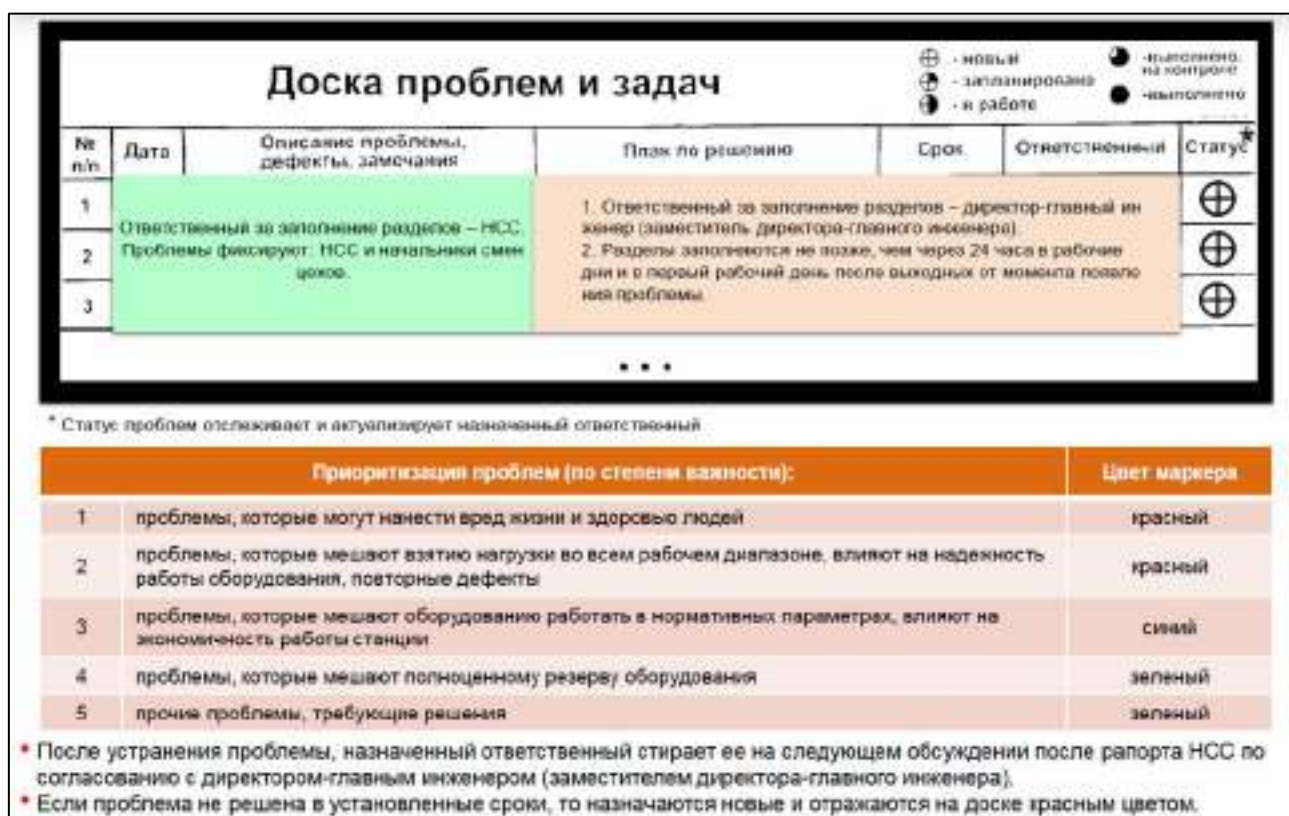 Доска проблем и задач
- новый
- запланировано
- в работе
-выполнено, на контроле
-выполнено
№ п/п
Дата
Описание проблемы, дефекты, замечания
План по решению
Срок
Ответственный
Статус*
1
2
3
Ответственный за заполнение разделов – НСС.
Проблемы фиксируют: НСС и начальники смен
цехов.
1. Ответственный за заполнение разделов – директор-главный ин
женер (заместитель директора-главного инженера).
2. Разделы заполняются не позже, чем через 24 часа в рабочие
дни и в первый рабочий день после выходных от момента появле
ния проблемы.
• • •
* Статус проблем отслеживает и актуализирует назначенный ответственный
Приоритизация проблем (по степени важности): Цвет маркера
1 проблемы, которые могут нанести вред жизни и здоровью людей красный
2 проблемы, которые мешают взятию нагрузки во всем рабочем диапазоне, влияют на надежность
работы оборудования, повторные дефекты красный
3 проблемы, которые мешают оборудованию работать в нормативных параметрах, влияют на
экономичность работы станции синий
4 проблемы, которые мешают полноценному резерву оборудования зеленый
5 прочие проблемы, требующие решения зеленый
• После устранения проблемы, назначенный ответственный стирает ее на следующем обсуждении после рапорта НСС по
согласованию с директором-главным инженером (заместителем директора-главного инженера).
• Если проблема не решена в установленные сроки, то назначаются новые и отражаются на доске красным цветом.